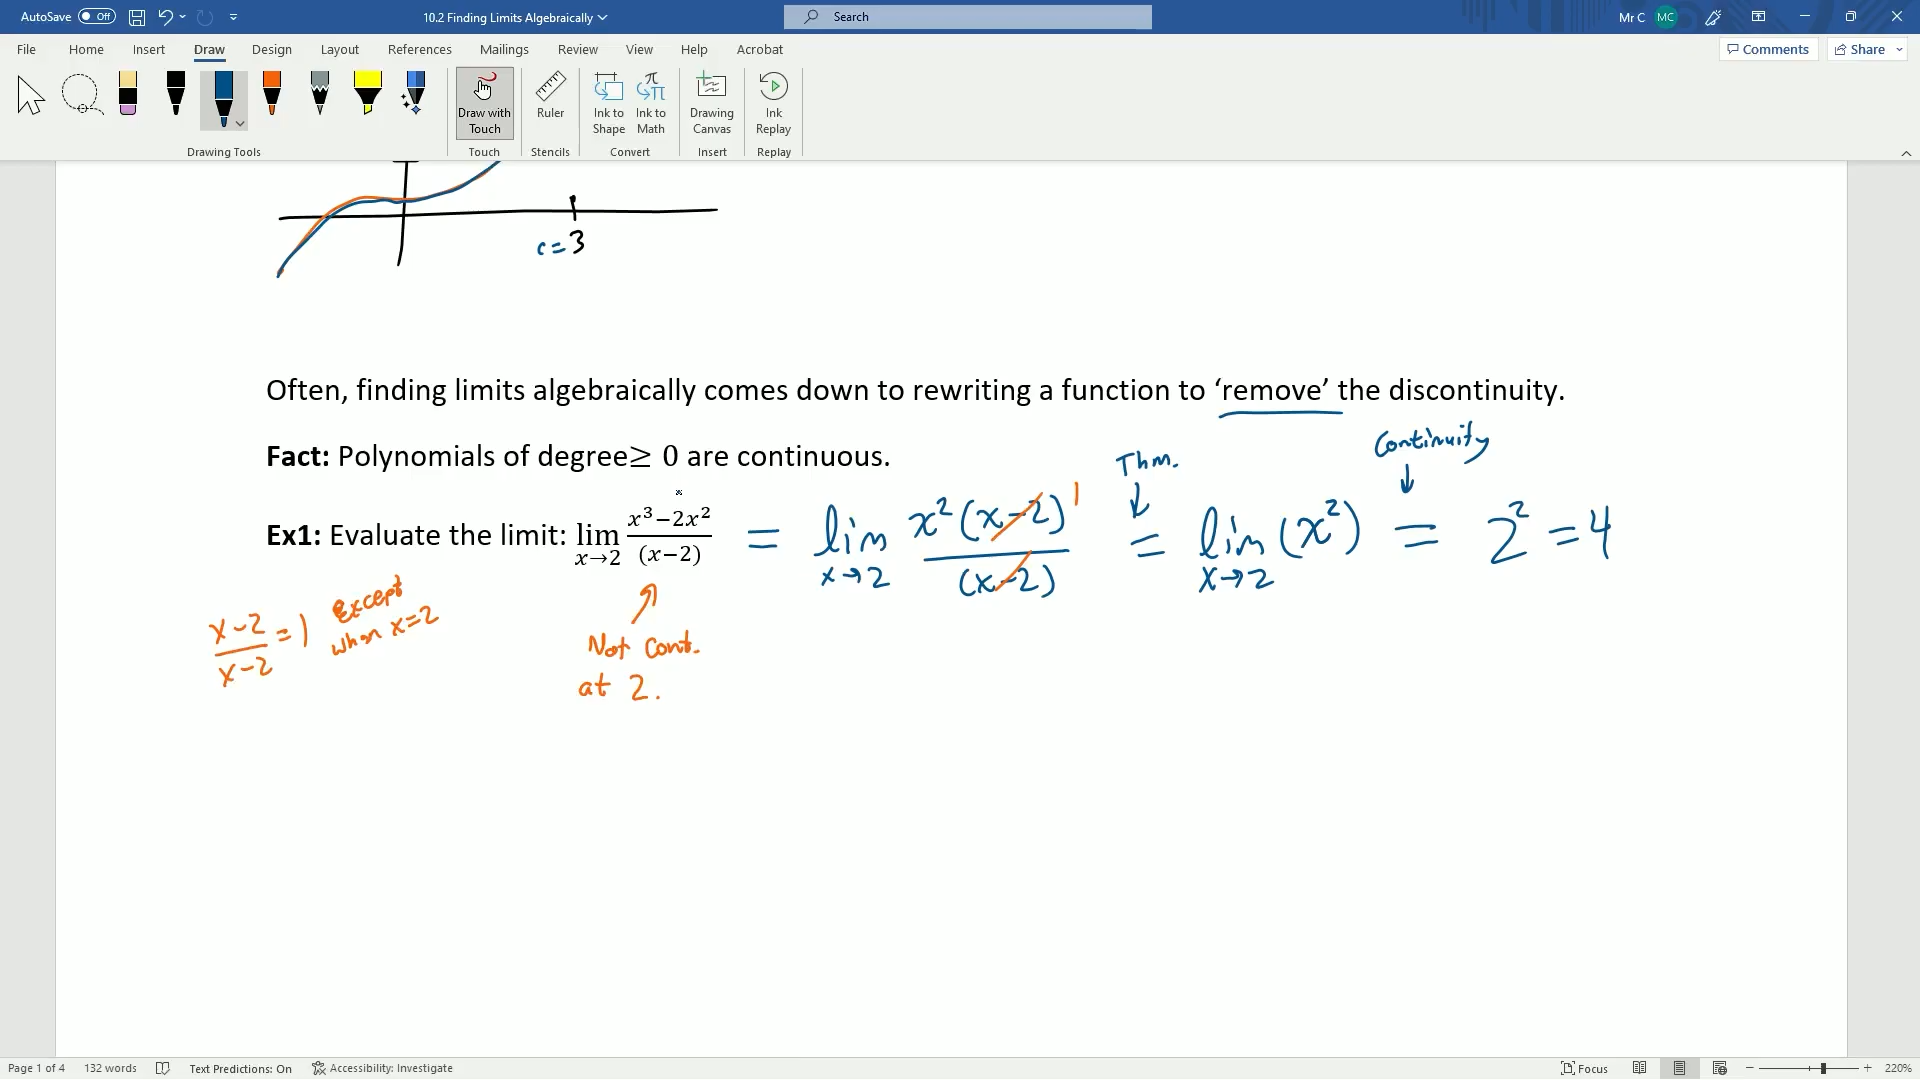 AutoSave Off
10.2 Finding Limits Algebraically
Search
Mr C MC
File Home Insert Draw Design Layout References Mailings Review View Help Acrobat
Comments Share
Draw with Touch
Ruler
Ink to Shape
Ink to Math
Drawing Canvas
Ink Replay
Drawing Tools Touch Stencils Convert Insert Replay
c = 3
Often, finding limits algebraically comes down to rewriting a function to ‘remove’ the discontinuity.
Continuity
Fact: Polynomials of degree≥ 0 are continuous.
Thm.
Ex1: Evaluate the limit: lim x→2 (x³−2x²)/(x−2) = lim x→2 x²(x-2)/(x-2) 1 = lim x→2 (x²) = 2² = 4
(x-2)/(x-2) = 1 Except when x=2
Not Cont.
at 2.
Page 1 of 4 132 words Text Predictions: On Accessibility: Investigate Focus 220%